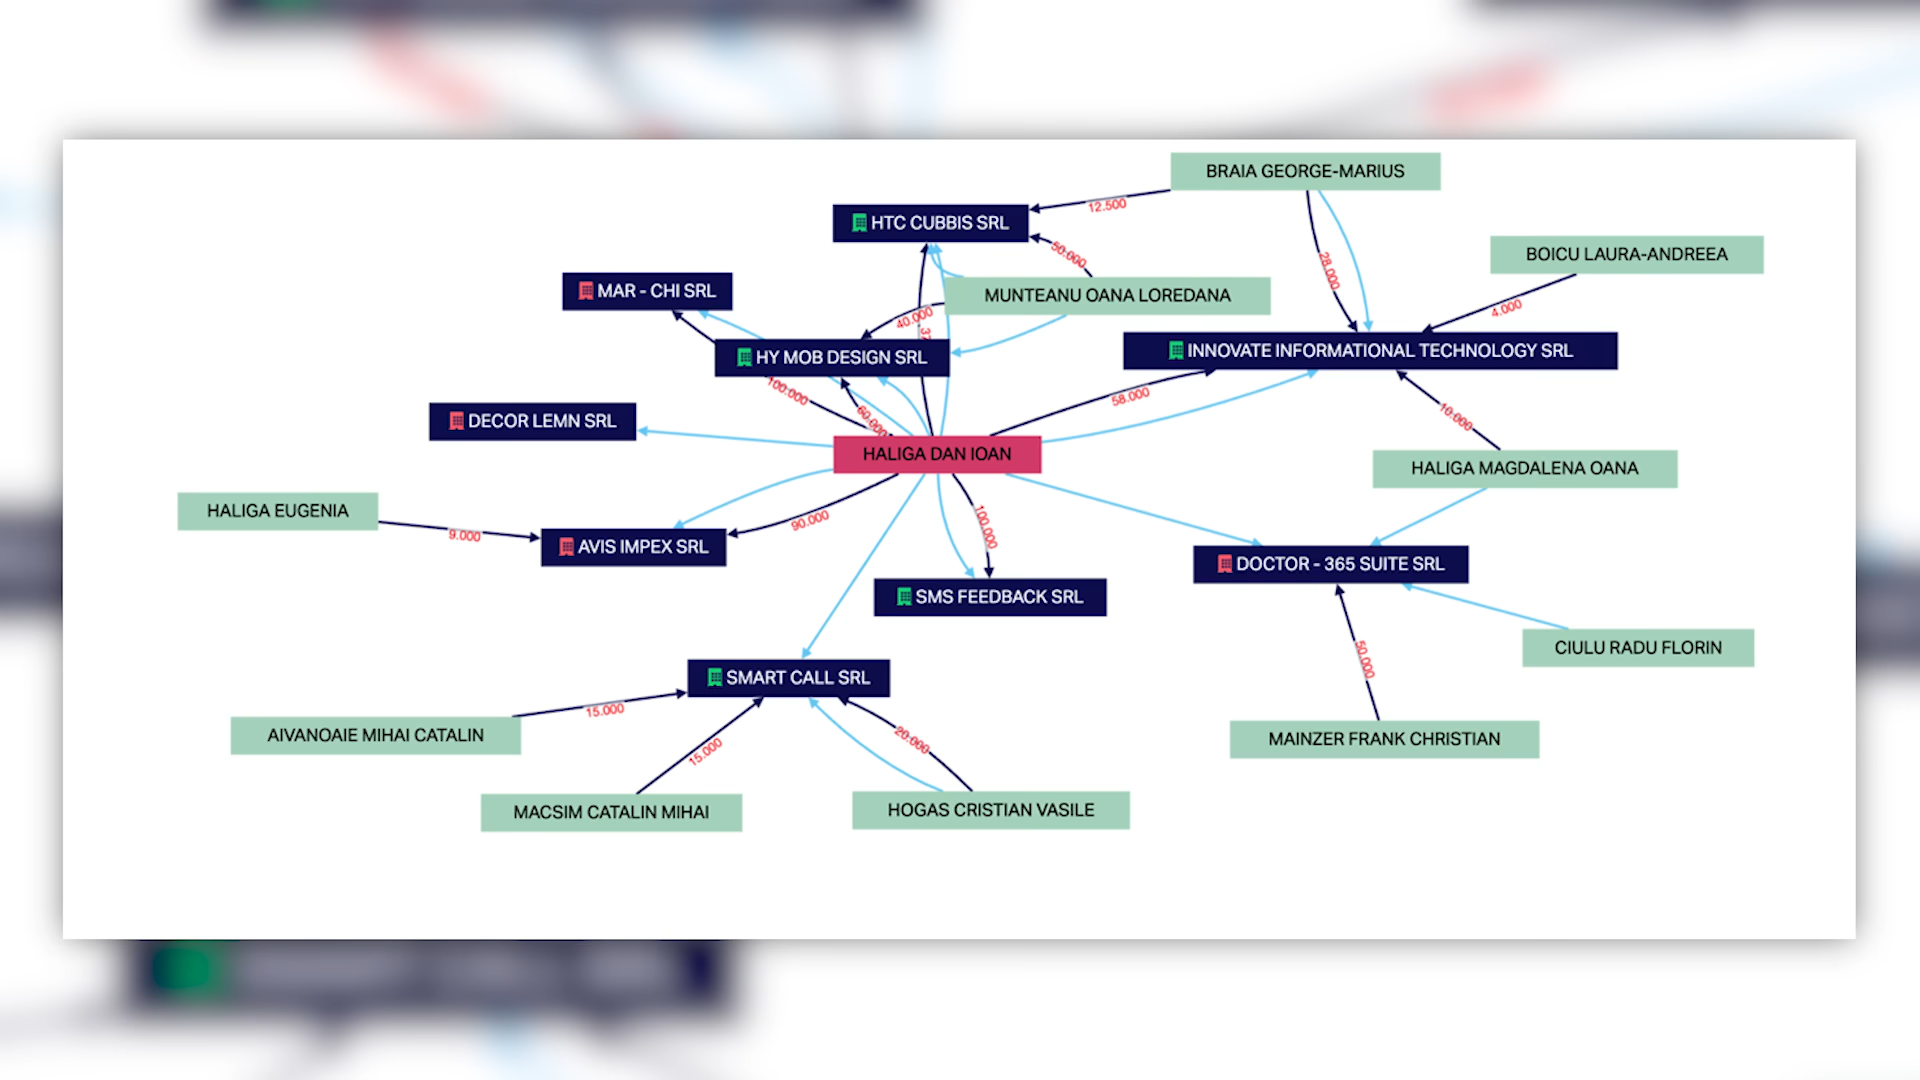 BRAIA GEORGE-MARIUS
12.500
HTC CUBBIS SRL
50.000
28.000
BOICU LAURA-ANDREEA
MAR - CHI SRL
MUNTEANU OANA LOREDANA
4.000
40.000
HY MOB DESIGN SRL
INNOVATE INFORMATIONAL TECHNOLOGY SRL
100.000
60.000
58.000
10.000
DECOR LEMN SRL
HALIGA DAN IOAN
HALIGA MAGDALENA OANA
HALIGA EUGENIA
9.000
90.000
100.000
AVIS IMPEX SRL
DOCTOR - 365 SUITE SRL
SMS FEEDBACK SRL
CIULU RADU FLORIN
50.000
SMART CALL SRL
15.000
AIVANOAIE MIHAI CATALIN
15.000
20.000
MAINZER FRANK CHRISTIAN
MACSIM CATALIN MIHAI
HOGAS CRISTIAN VASILE